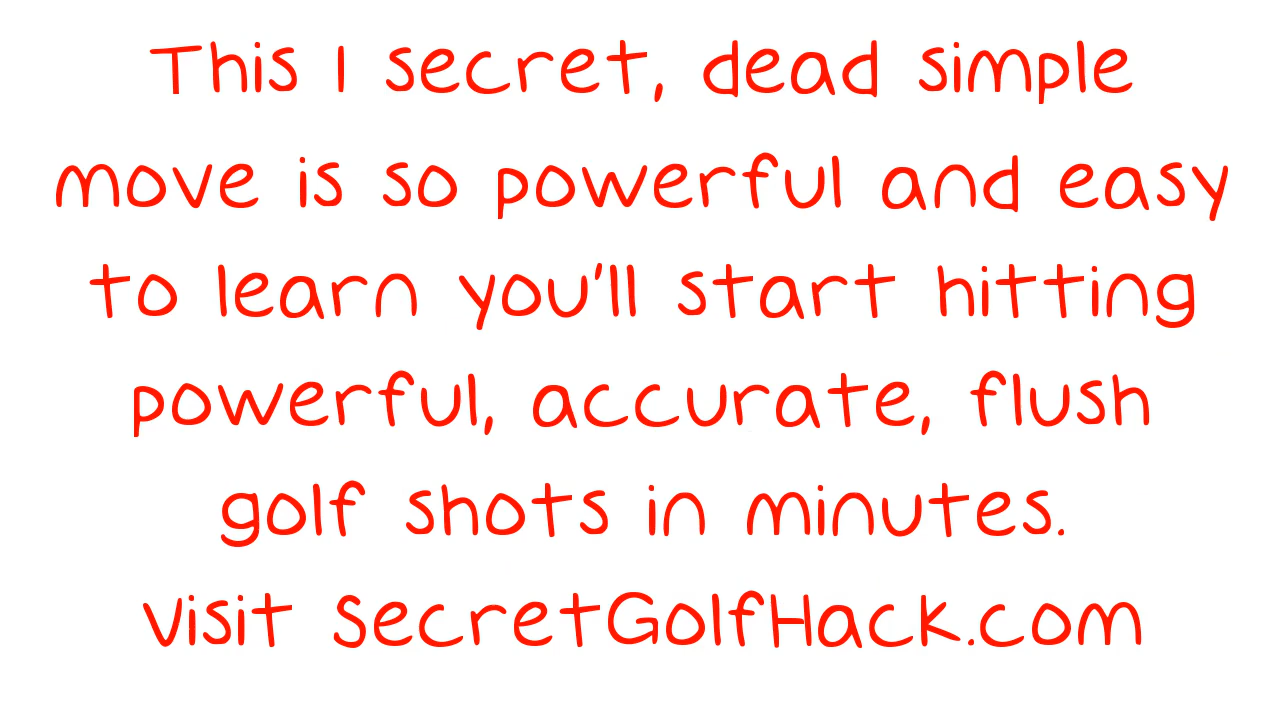 This 1 secret, dead simple
move is so powerful and easy
to learn you'll start hitting
powerful, accurate, flush
golf shots in minutes.
Visit SecretGolfHack.com